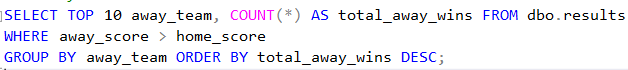 SELECT TOP 10 away_team, COUNT(*) AS total_away_wins FROM dbo.results
WHERE away_score > home_score
GROUP BY away_team ORDER BY total_away_wins DESC;